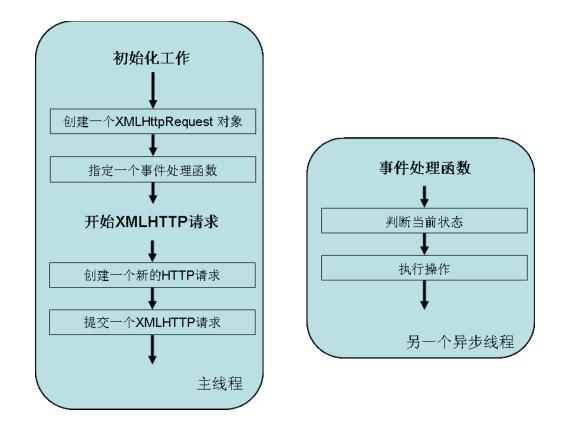 初始化工作
创建一个XMLHttpRequest 对象
指定一个事件处理函数
开始XMLHTTP请求
创建一个新的HTTP请求
提交一个XMLHTTP请求
主线程
事件处理函数
判断当前状态
执行操作
另一个异步线程